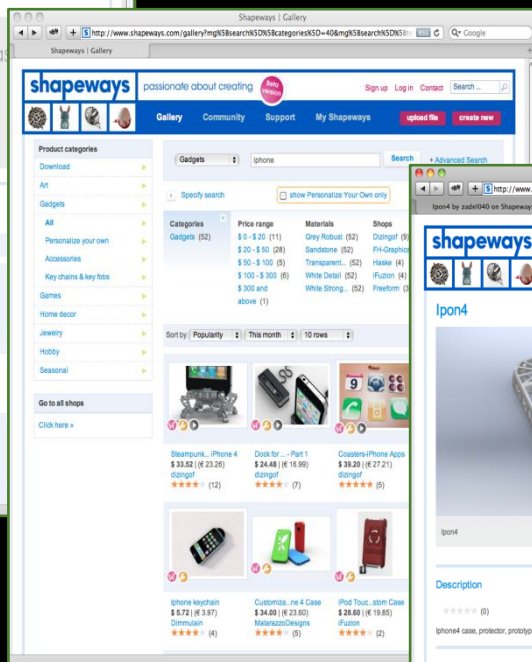 Shapeways | Gallery
http://www.shapeways.com/gallery?mg%5Bsearch%5D%5Bcategories%5D=40&mg%5Bsearch%5D%5B
Google
Shapeways | Gallery
shapeways
passionate about creating
Beta version
Sign up Log in Contact Search ...
Gallery Community Support My Shapeways upload file create new
Product categories
Download
Art
Gadgets
All
Personalize your own
Accessories
Key chains & key fobs
Games
Home decor
Jewelry
Hobby
Seasonal
Go to all shops
Click here »
Gadgets iphone Search + Advanced Search
Specify search show Personalize Your Own only
Categories Price range Materials Shops
Gadgets (52) $ 0 - $ 20 (11) Grey Robust (52) Dizingof (9)
$ 20 - $ 50 (28) Sandstone (52) FH-Graphics
$ 50 - $ 100 (5) Transparent... (52) Haske (4)
$ 100 - $ 300 (6) White Detail (52) iFuzion (4)
$ 300 and above (1) White Strong... (52) Freeform (3
Sort by Popularity This month 10 rows
Steampunk... iPhone 4
$ 33.52 | (€ 23.26)
dizingof
(12)
Dock for ... - Part 1
$ 24.48 | (€ 16.99)
dizingof
(7)
Coasters-iPhone Apps
$ 39.20 | (€ 27.21)
dizingof
(5)
Iphone keychain
$ 5.72 | (€ 3.97)
Dimmulain
(4)
Customiza...ne 4 Case
$ 34.00 | (€ 23.60)
MatarazzoDesigns
(5)
iPod Touc...stom Case
$ 28.60 | (€ 19.85)
iFuzion
(2)
http://www.
Ipon4 by zadel040 on Shapeways
shapeways
Ipon4
Ipon4
Description
(0)
Iphone4 case, protector, prototyp